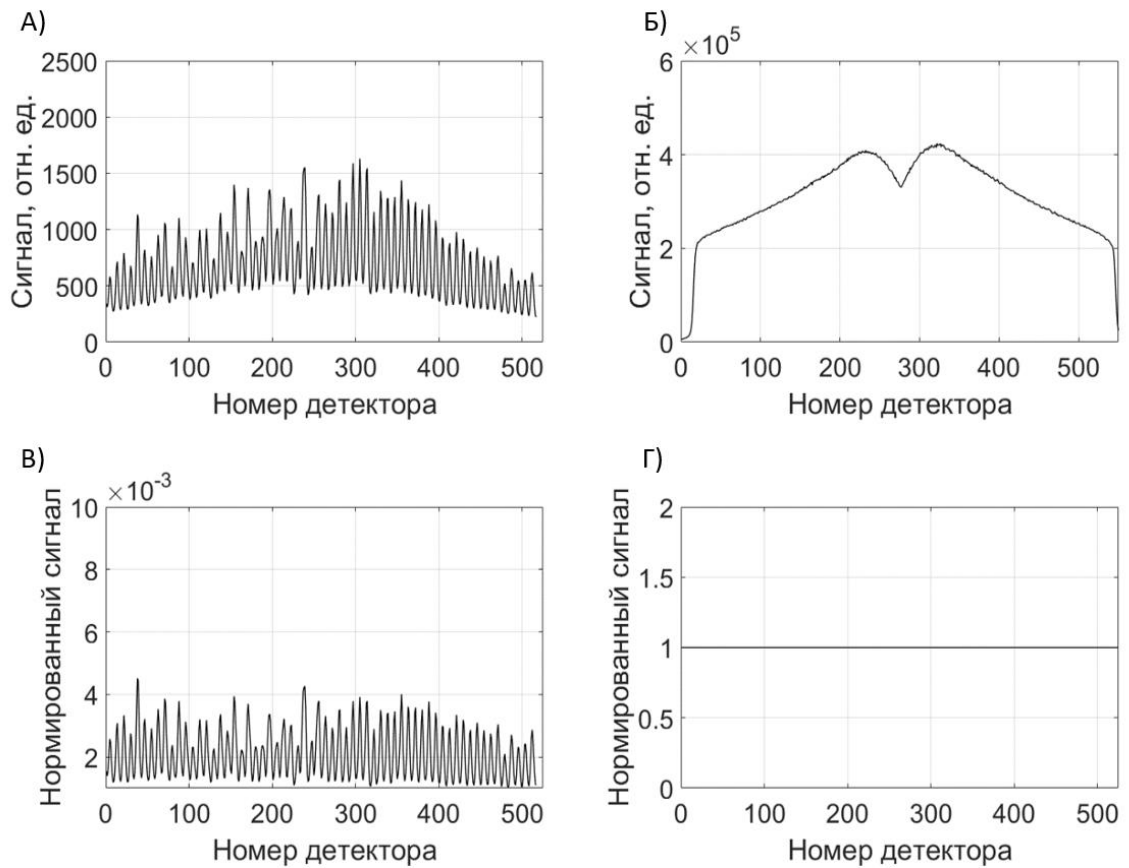 А)
2500
2000
1500
1000
500
0
0 100 200 300 400 500
Сигнал, отн. ед.
Номер детектора
Б)
×10⁵
6
4
2
0
0 100 200 300 400 500
Сигнал, отн. ед.
Номер детектора
В)
×10⁻³
10
8
6
4
2
0 100 200 300 400 500
Нормированный сигнал
Номер детектора
Г)
2
1.5
1
0.5
0
0 100 200 300 400 500
Нормированный сигнал
Номер детектора